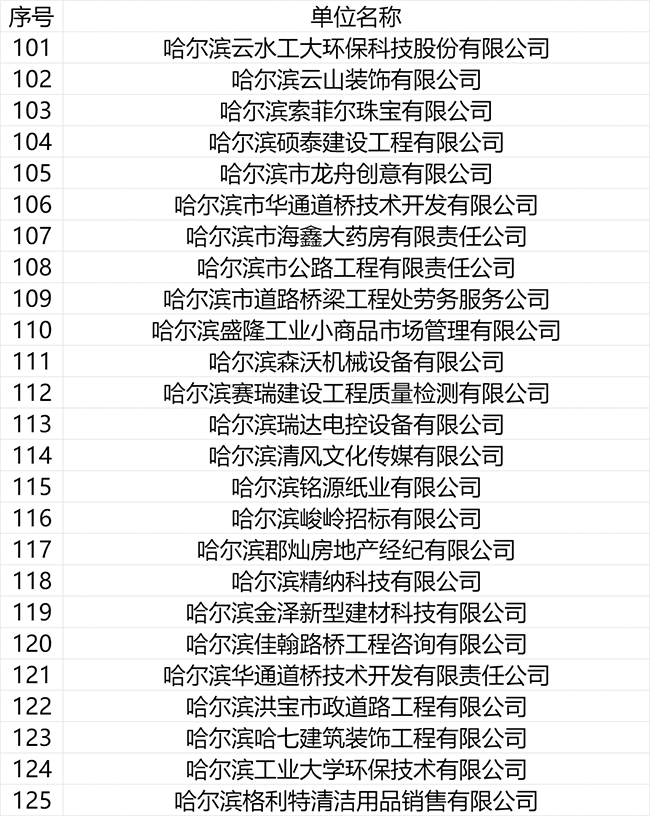 序号 单位名称
101 哈尔滨云水工大环保科技股份有限公司
102 哈尔滨云山装饰有限公司
103 哈尔滨索菲尔珠宝有限公司
104 哈尔滨硕泰建设工程有限公司
105 哈尔滨市龙舟创意有限公司
106 哈尔滨市华通道桥技术开发有限公司
107 哈尔滨市海鑫大药房有限责任公司
108 哈尔滨市公路工程有限责任公司
109 哈尔滨市道路桥梁工程处劳务服务公司
110 哈尔滨盛隆工业小商品市场管理有限公司
111 哈尔滨森沃机械设备有限公司
112 哈尔滨赛瑞建设工程质量检测有限公司
113 哈尔滨瑞达电控设备有限公司
114 哈尔滨清风文化传媒有限公司
115 哈尔滨铭源纸业有限公司
116 哈尔滨峻岭招标有限公司
117 哈尔滨郡灿房地产经纪有限公司
118 哈尔滨精纳科技有限公司
119 哈尔滨金泽新型建材科技有限公司
120 哈尔滨佳翰路桥工程咨询有限公司
121 哈尔滨华通道桥技术开发有限责任公司
122 哈尔滨洪宝市政道路工程有限公司
123 哈尔滨哈七建筑装饰工程有限公司
124 哈尔滨工业大学环保技术有限公司
125 哈尔滨格利特清洁用品销售有限公司